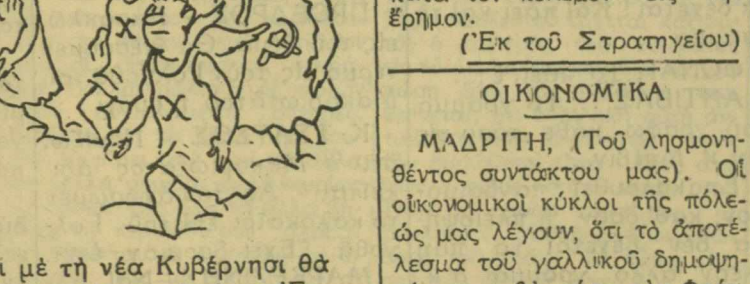 ι μὲ τὴ νέα Κυβέρνησι θὰ
ἔρημον.
(Ἐκ τοῦ Στρατηγείου)
ΟΙΚΟΝΟΜΙΚΑ
ΜΑΔΡΙΤΗ, (Τοῦ λησμονη-
θέντος συντάκτου μας). Οἱ
οἰκονομικοὶ κύκλοι τῆς πόλε-
ώς μας λέγουν, ὅτι τὸ ἀποτέ-
λεσμα τοῦ γαλλικοῦ δημοψη-